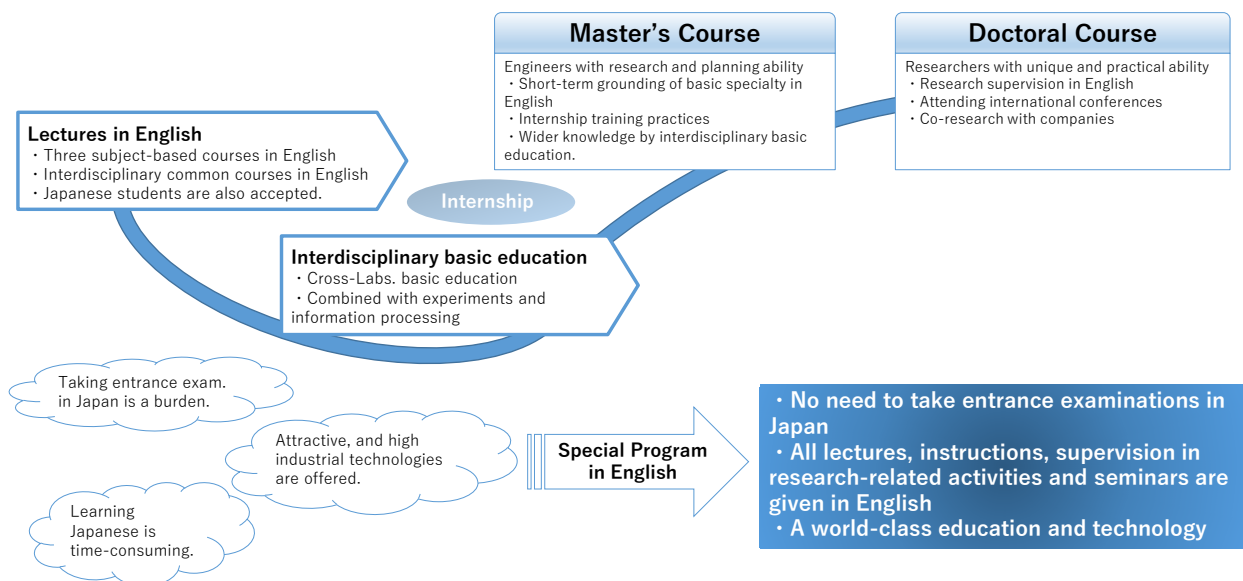 Master's Course
Engineers with research and planning ability
・Short-term grounding of basic specialty in
English
・Internship training practices
・Wider knowledge by interdisciplinary basic
education.
Doctoral Course
Researchers with unique and practical ability
・Research supervision in English
・Attending international conferences
・Co-research with companies
Lectures in English
・Three subject-based courses in English
・Interdisciplinary common courses in English
・Japanese students are also accepted.
Internship
Interdisciplinary basic education
・Cross-Labs. basic education
・Combined with experiments and
information processing
Taking entrance exam.
in Japan is a burden.
Attractive, and high
industrial technologies
are offered.
Learning
Japanese is
time-consuming.
Special Program
in English
・No need to take entrance examinations in
Japan
・All lectures, instructions, supervision in
research-related activities and seminars are
given in English
・A world-class education and technology